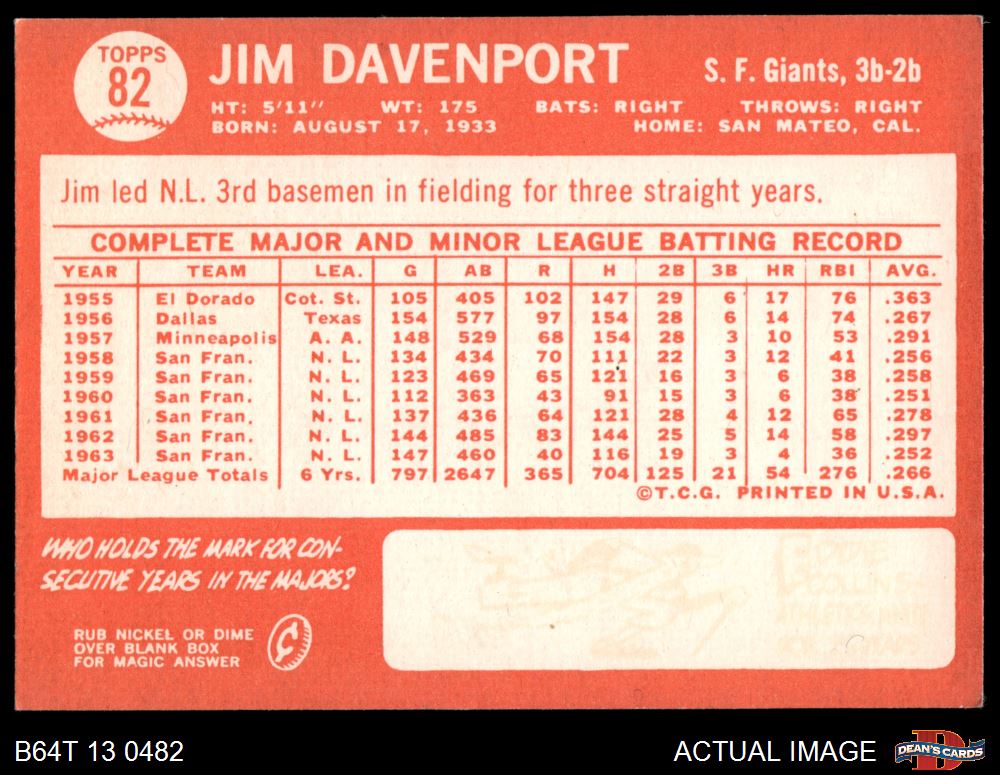 TOPPS
82
JIM DAVENPORT
S. F. Giants, 3b-2b
HT: 5'11" WT: 175 BATS: RIGHT THROWS: RIGHT
BORN: AUGUST 17, 1933 HOME: SAN MATEO, CAL.
Jim led N.L. 3rd basemen in fielding for three straight years.
COMPLETE MAJOR AND MINOR LEAGUE BATTING RECORD
YEAR TEAM LEA. G AB R H 2B 3B HR RBI AVG.
1955 El Dorado Cot. St. 105 405 102 147 29 6 17 76 .363
1956 Dallas Texas 154 577 97 154 28 6 14 74 .267
1957 Minneapolis A. A. 148 529 68 154 28 3 10 53 .291
1958 San Fran. N. L. 134 434 70 111 22 3 12 41 .256
1959 San Fran. N. L. 123 469 65 121 16 3 6 38 .258
1960 San Fran. N. L. 112 363 43 91 15 3 6 38 .251
1961 San Fran. N. L. 137 436 64 121 28 4 12 65 .278
1962 San Fran. N. L. 144 485 83 144 25 5 14 58 .297
1963 San Fran. N. L. 147 460 40 116 19 3 4 36 .252
Major League Totals 6 Yrs. 797 2647 365 704 125 21 54 276 .266
©T.C.G. PRINTED IN U.S.A.
WHO HOLDS THE MARK FOR CON-
SECUTIVE YEARS IN THE MAJORS?
RUB NICKEL OR DIME
OVER BLANK BOX
FOR MAGIC ANSWER
¢
EDDIE
COLLINS
B64T 13 0482
ACTUAL IMAGE
DEAN'S CARDS